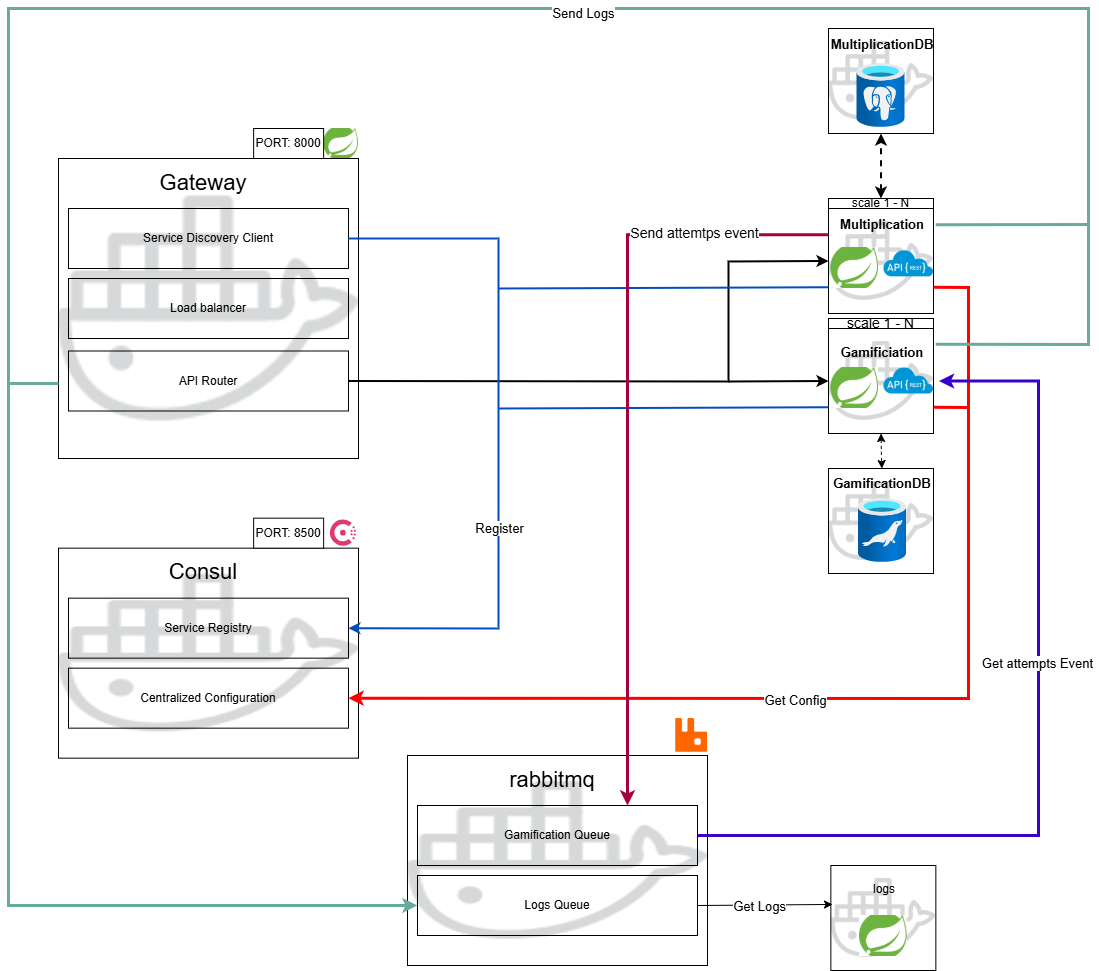 Send Logs
MultiplicationDB
PORT: 8000
Gateway
Service Discovery Client
Load balancer
API Router
scale 1 - N
Multiplication
API {REST}
Send attemtps event
scale 1 - N
Gamificiation
API {REST}
GamificationDB
Register
PORT: 8500
Consul
Service Registry
Centralized Configuration
Get attempts Event
Get Config
rabbitmq
Gamification Queue
Logs Queue
Get Logs
logs